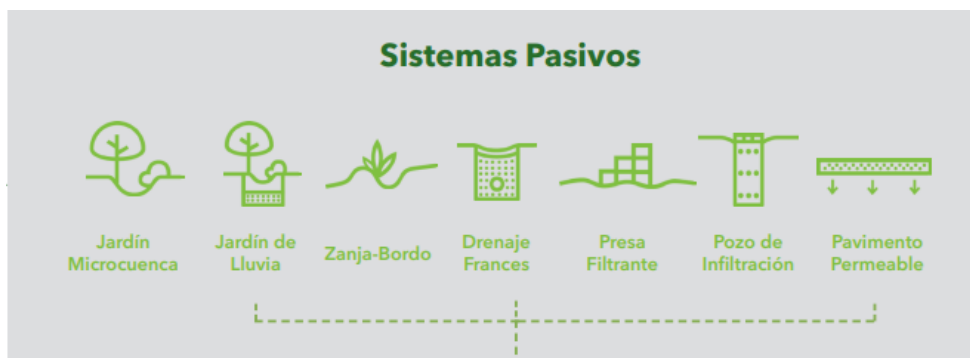 Sistemas Pasivos
Jardín
Microcuenca
Jardín de
Lluvia
Zanja-Bordo
Drenaje
Frances
Presa
Filtrante
Pozo de
Infiltración
Pavimento
Permeable